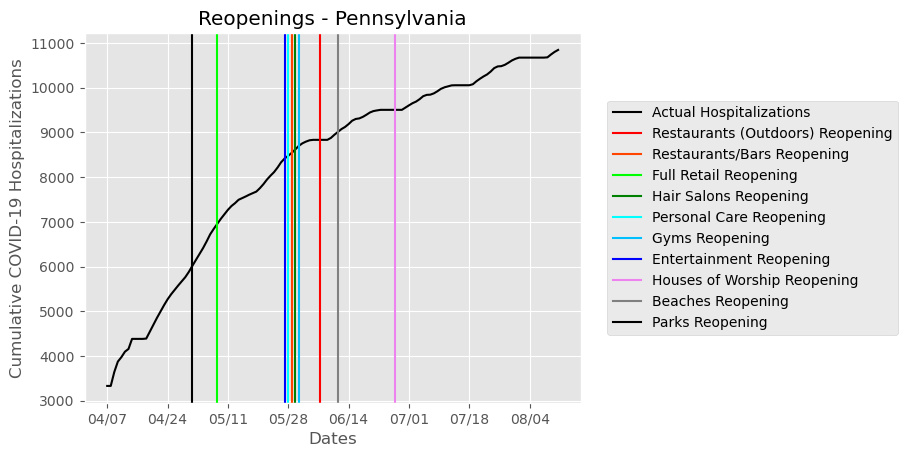 Reopenings - Pennsylvania
Cumulative COVID-19 Hospitalizations
11000
10000
9000
8000
7000
6000
5000
4000
3000
04/07 04/24 05/11 05/28 06/14 07/01 07/18 08/04
Dates
Actual Hospitalizations
Restaurants (Outdoors) Reopening
Restaurants/Bars Reopening
Full Retail Reopening
Hair Salons Reopening
Personal Care Reopening
Gyms Reopening
Entertainment Reopening
Houses of Worship Reopening
Beaches Reopening
Parks Reopening